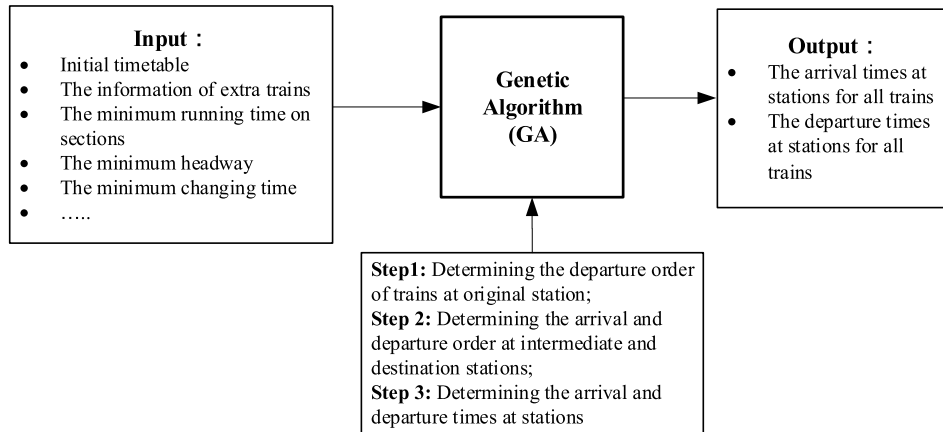 Input：
• Initial timetable
• The information of extra trains
• The minimum running time on
sections
• The minimum headway
• The minimum changing time
• …..
Genetic
Algorithm
(GA)
Output：
• The arrival times at
stations for all trains
• The departure times
at stations for all
trains
Step1: Determining the departure order
of trains at original station;
Step 2: Determining the arrival and
departure order at intermediate and
destination stations;
Step 3: Determining the arrival and
departure times at stations